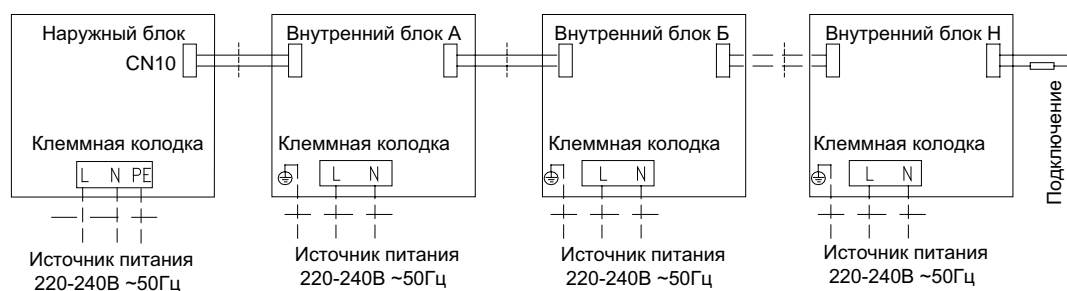 Наружный блок
CN10
Клеммная колодка
L N PE
Источник питания
220-240В ~50Гц
Внутренний блок А
Клеммная колодка
L N
Источник питания
220-240В ~50Гц
Внутренний блок Б
Клеммная колодка
L N
Источник питания
220-240В ~50Гц
Внутренний блок Н
Клеммная колодка
L N
Источник питания
220-240В ~50Гц
Подключение